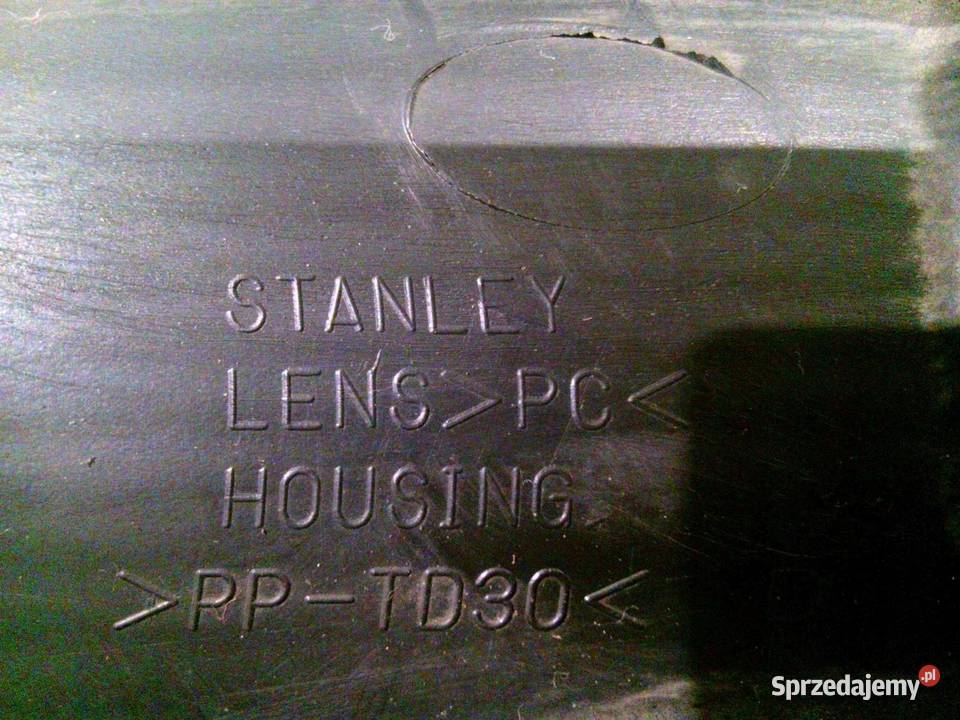 STANLEY
LENS>PC<
HOUSING
>PP-TD30<
Sprzedajemy.pl